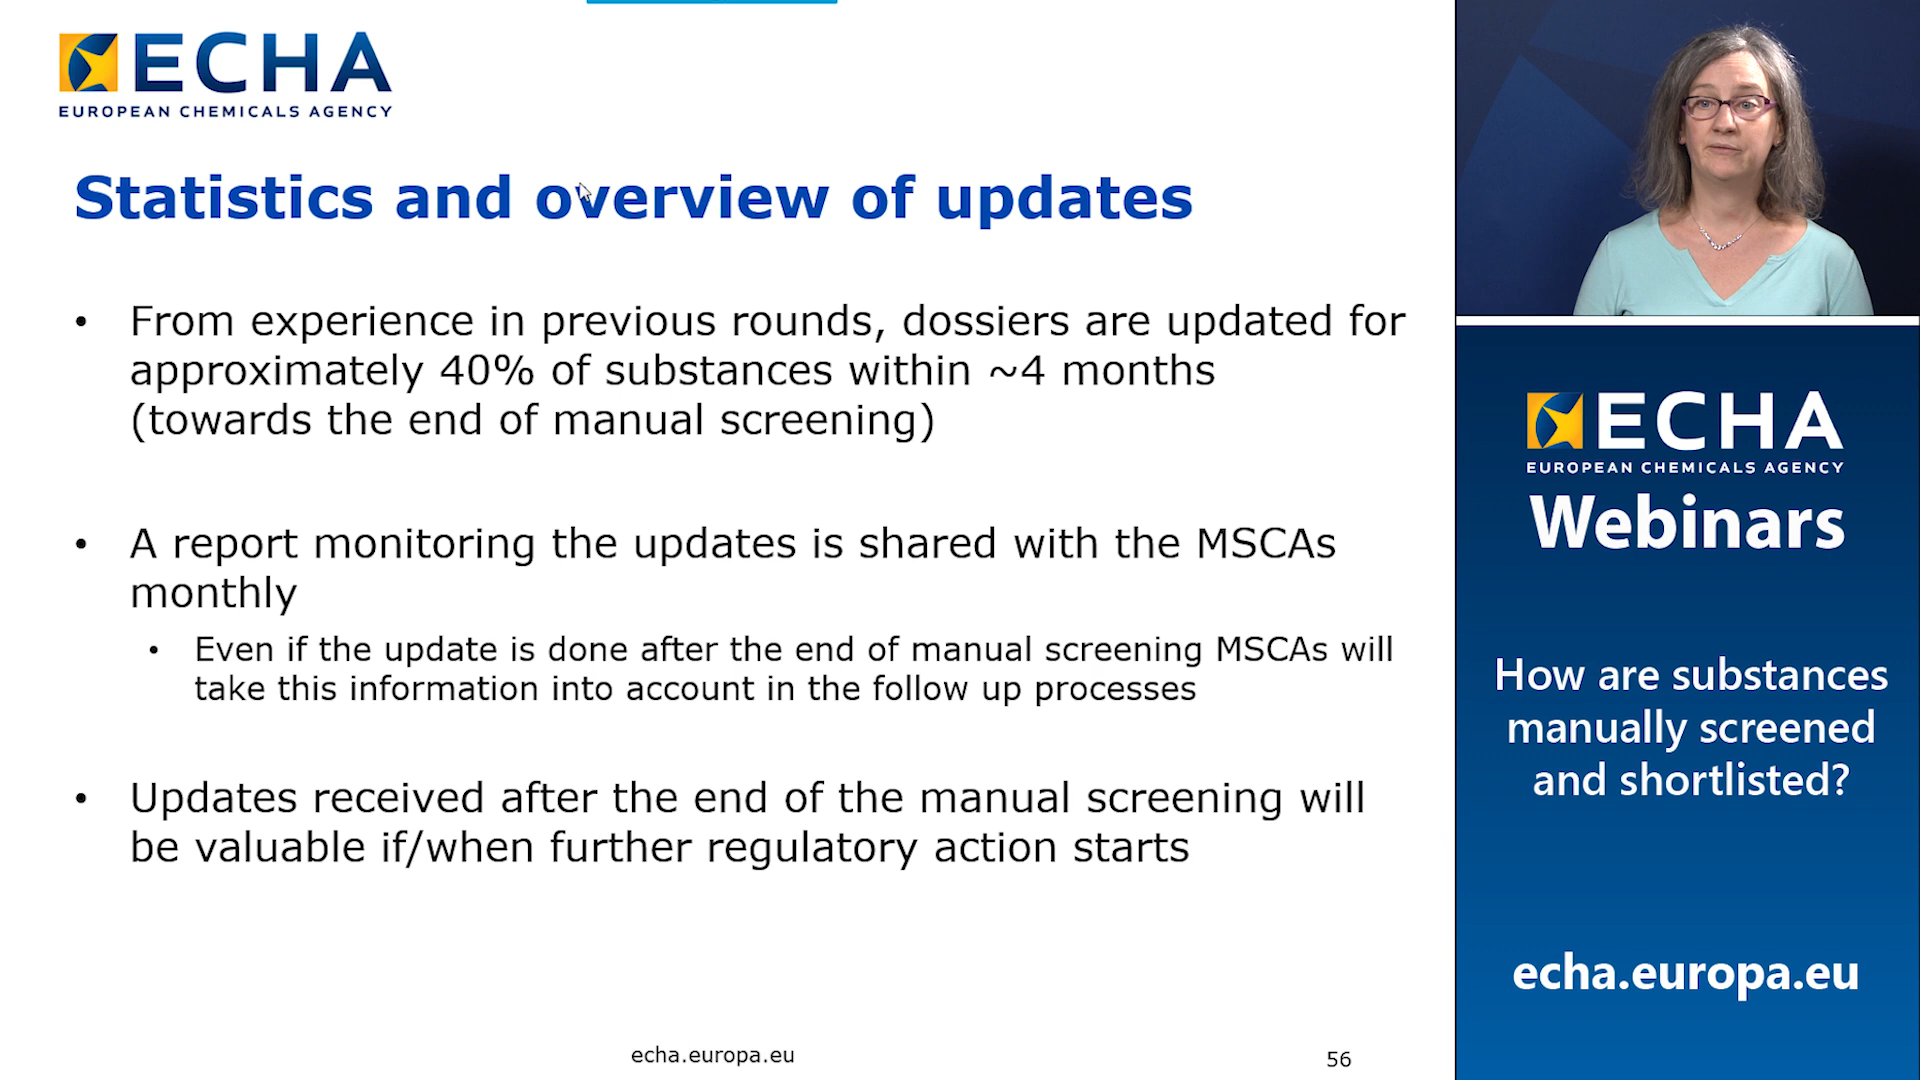 ECHA
EUROPEAN CHEMICALS AGENCY
Statistics and overview of updates
• From experience in previous rounds, dossiers are updated for
approximately 40% of substances within ~4 months
(towards the end of manual screening)
• A report monitoring the updates is shared with the MSCAs
monthly
• Even if the update is done after the end of manual screening MSCAs will
take this information into account in the follow up processes
• Updates received after the end of the manual screening will
be valuable if/when further regulatory action starts
echa.europa.eu
56
ECHA
EUROPEAN CHEMICALS AGENCY
Webinars
How are substances
manually screened
and shortlisted?
echa.europa.eu